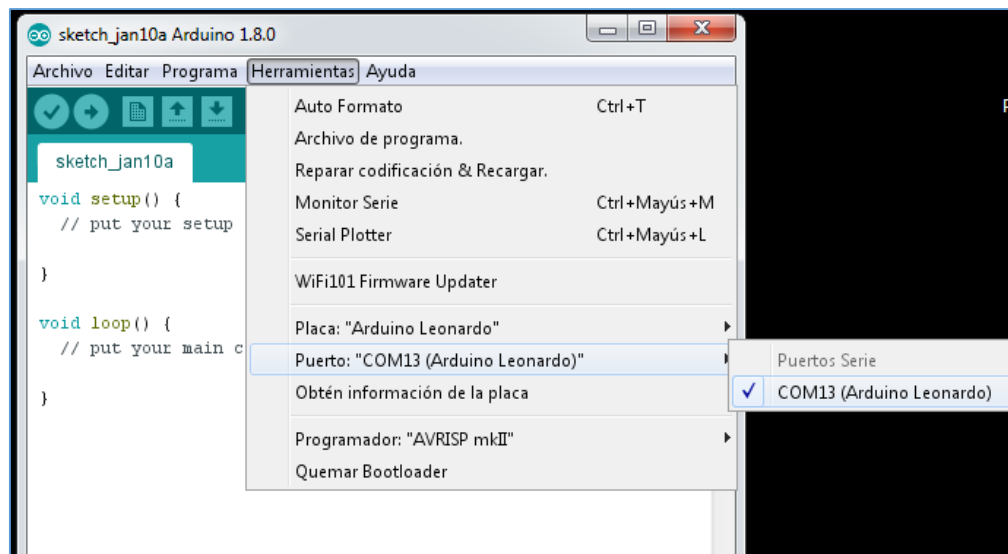 sketch_jan10a Arduino 1.8.0
Archivo Editar Programa Herramientas Ayuda
sketch_jan10a
void setup() {
// put your setup
}
void loop() {
// put your main c
}
Auto Formato Ctrl+T
Archivo de programa.
Reparar codificación & Recargar.
Monitor Serie Ctrl+Mayús+M
Serial Plotter Ctrl+Mayús+L
WiFi101 Firmware Updater
Placa: "Arduino Leonardo"
Puerto: "COM13 (Arduino Leonardo)"
Obtén información de la placa
Programador: "AVRISP mkII"
Quemar Bootloader
Puertos Serie
COM13 (Arduino Leonardo)